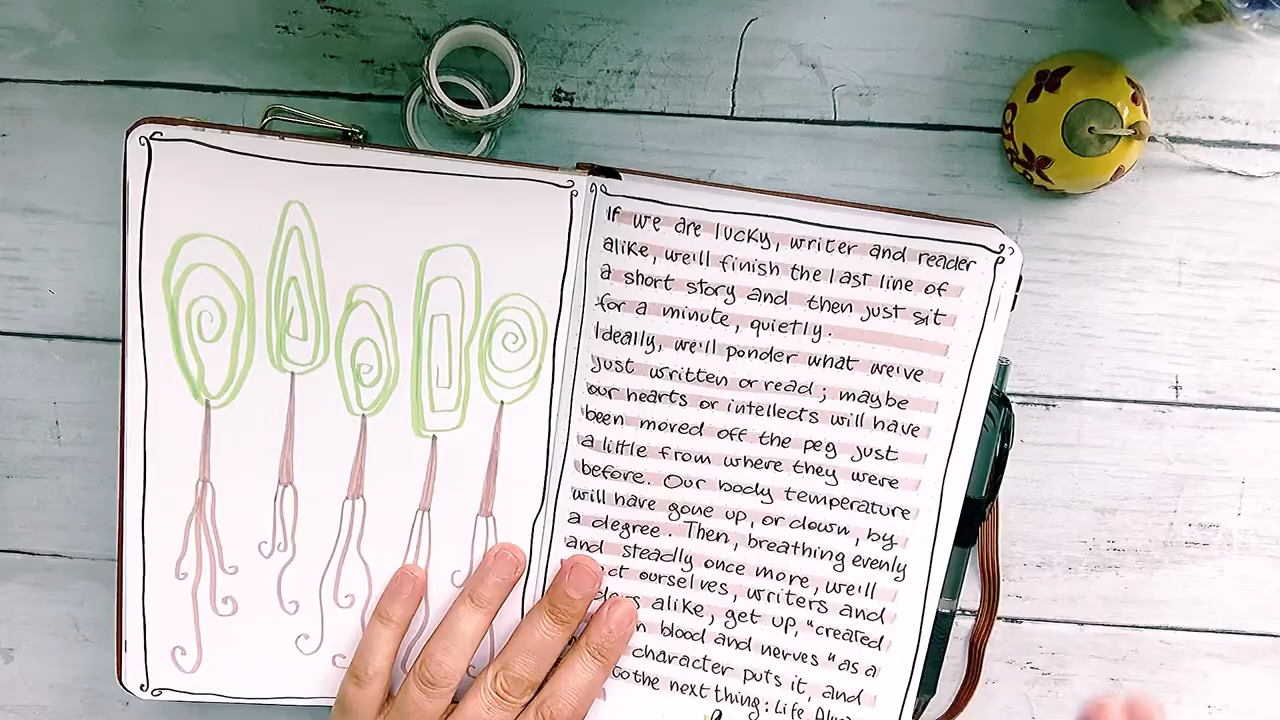 If we are lucky, writer and reader
alike, we'll finish the last line of
a short story and then just sit
for a minute, quietly.
Ideally, we'll ponder what we've
just written or read; maybe
our hearts or intellects will have
been moved off the peg just
a little from where they were
before. Our body temperature
will have gone up, or down, by
a degree. Then, breathing evenly
and steadly once more, we'll
ourselves, writers and
alike, get up, "created
blood and nerves" as a
character puts it, and
to the next thing: Life.